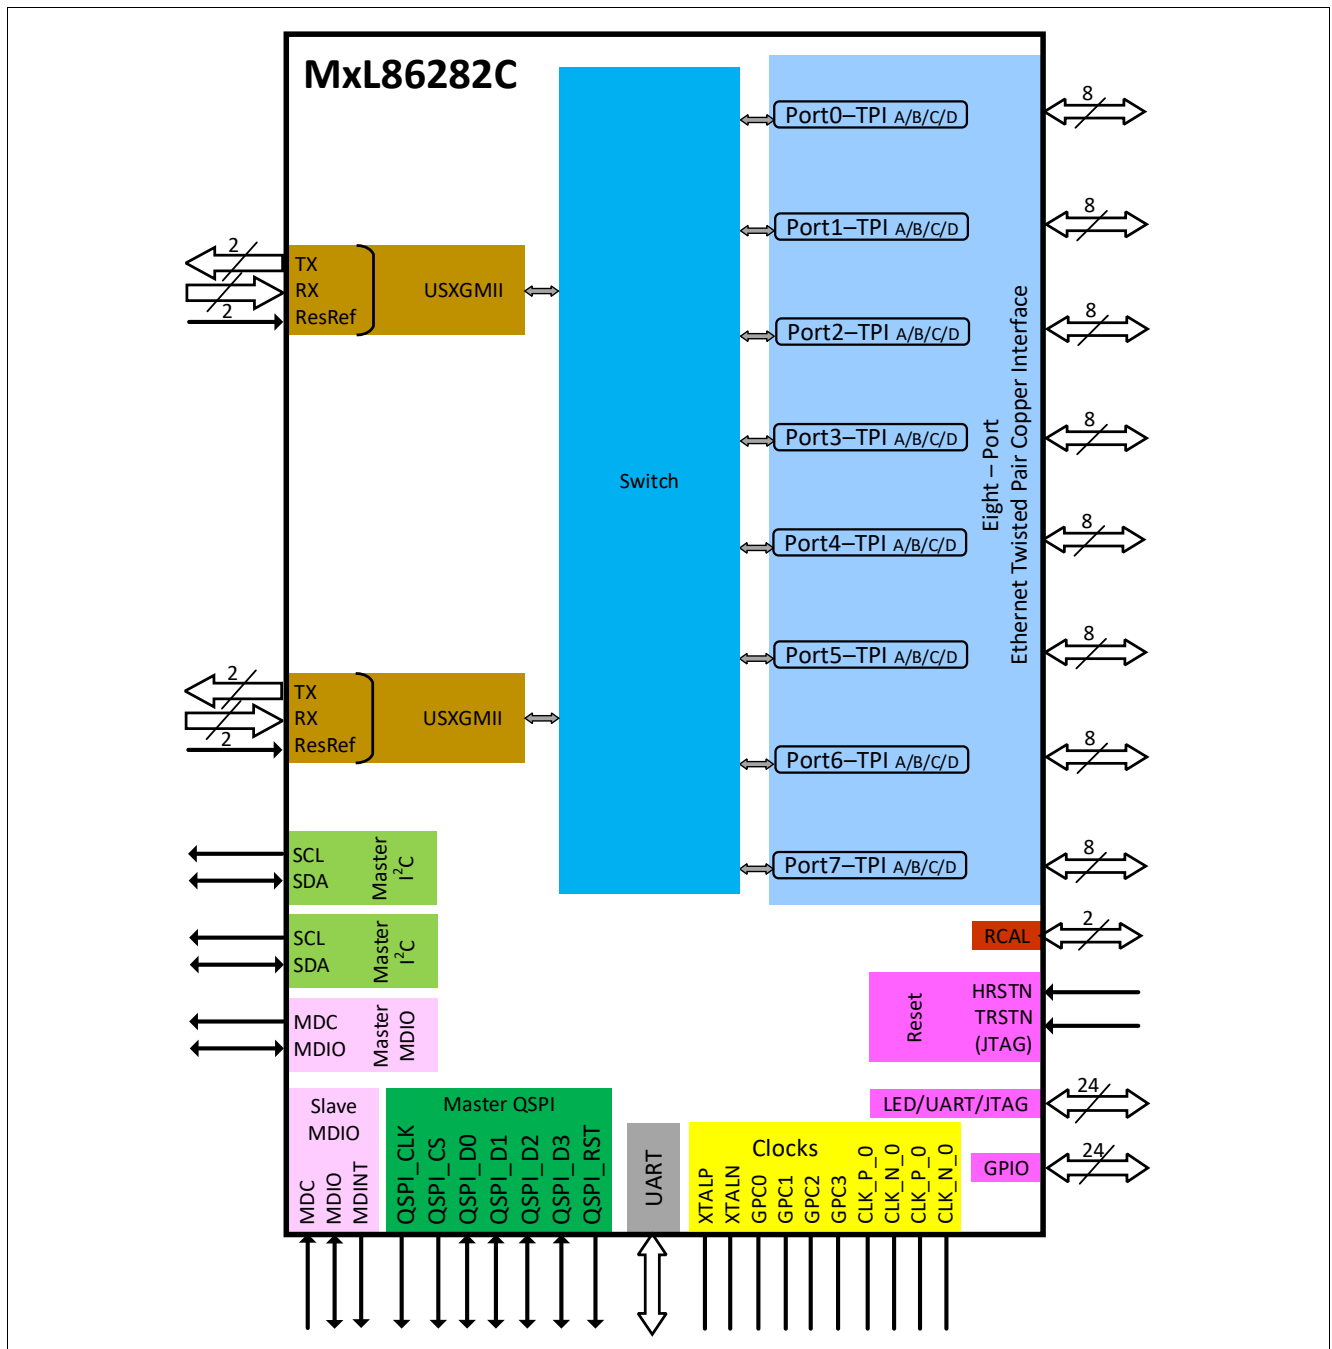 MxL86282C
Port0–TPI A/B/C/D
8
Port1–TPI A/B/C/D
8
Port2–TPI A/B/C/D
8
Port3–TPI A/B/C/D
8
Port4–TPI A/B/C/D
8
Port5–TPI A/B/C/D
8
Port6–TPI A/B/C/D
8
Port7–TPI A/B/C/D
8
Eight – Port
Ethernet Twisted Pair Copper Interface
Switch
2
TX
2
RX
2
ResRef
USXGMII
2
TX
2
RX
2
ResRef
USXGMII
SCL
SDA
Master
I²C
SCL
SDA
Master
I²C
MDC
MDIO
Master
MDIO
RCAL
2
Reset
HRSTN
TRSTN
(JTAG)
LED/UART/JTAG
24
GPIO
24
Slave
MDIO
MDC
MDIO
MDINT
Master QSPI
QSPI_CLK
QSPI_CS
QSPI_D0
QSPI_D1
QSPI_D2
QSPI_D3
QSPI_RST
UART
Clocks
XTALP
XTALN
GPC0
GPC1
GPC2
GPC3
CLK_P_0
CLK_N_0
CLK_P_0
CLK_N_0